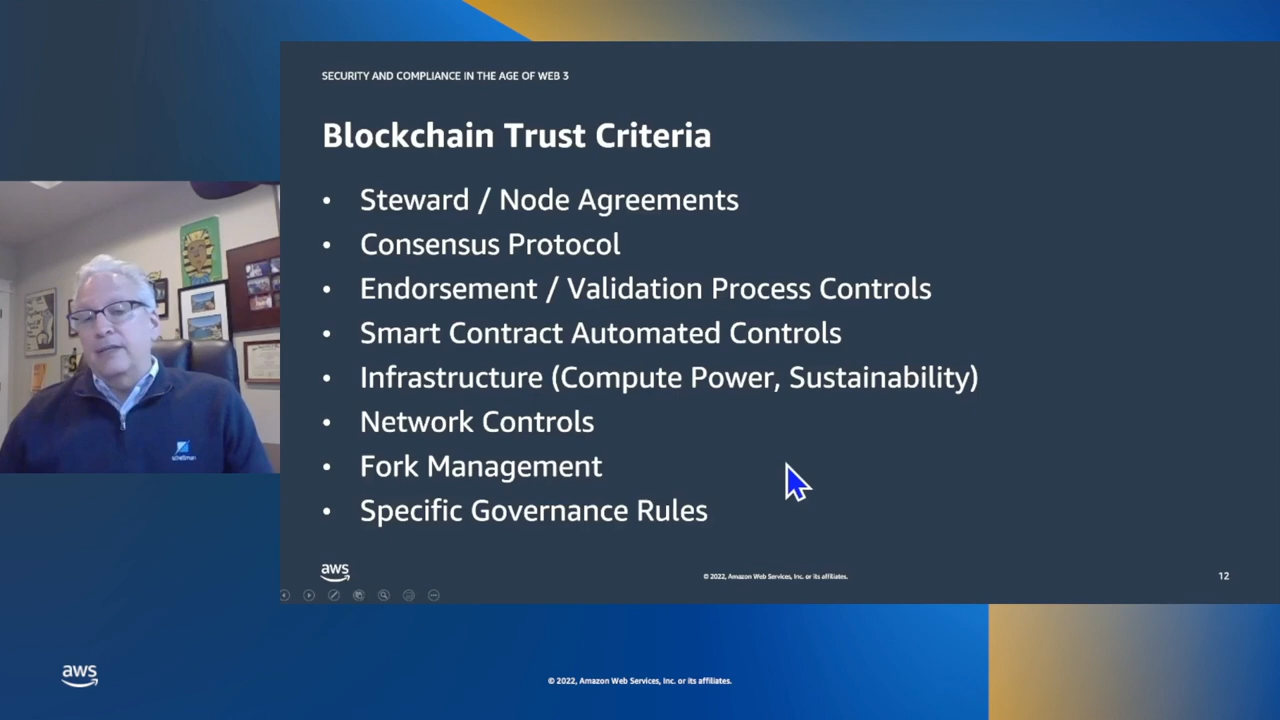 SECURITY AND COMPLIANCE IN THE AGE OF WEB 3
Blockchain Trust Criteria
• Steward / Node Agreements
• Consensus Protocol
• Endorsement / Validation Process Controls
• Smart Contract Automated Controls
• Infrastructure (Compute Power, Sustainability)
• Network Controls
• Fork Management
• Specific Governance Rules
schellman
aws
© 2022, Amazon Web Services, Inc. or its affiliates.
12
aws
© 2022, Amazon Web Services, Inc. or its affiliates.